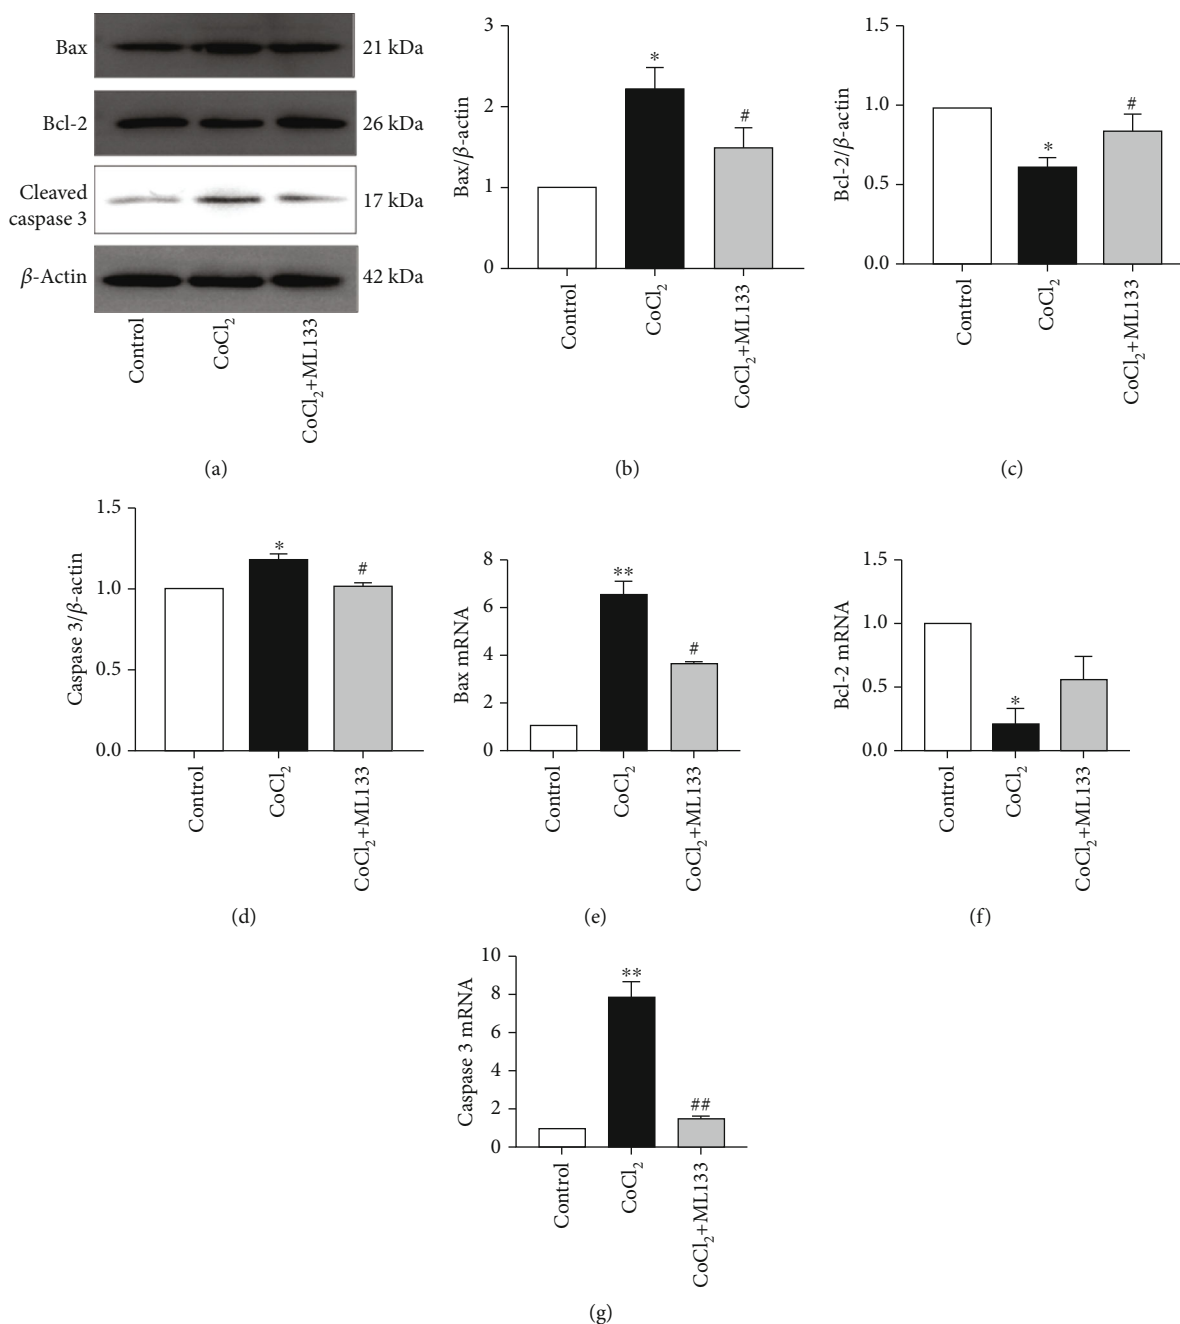 Bax
21 kDa
Bcl-2
26 kDa
Cleaved
caspase 3
17 kDa
β-Actin
42 kDa
Control
CoCl₂
CoCl₂+ML133
(a)
Bax/β-actin
3
2
1
0
*
#
Control
CoCl₂
CoCl₂+ML133
(b)
Bcl-2/β-actin
1.5
1.0
0.5
0.0
*
#
Control
CoCl₂
CoCl₂+ML133
(c)
Caspase 3/β-actin
1.5
1.0
0.5
0.0
*
#
Control
CoCl₂
CoCl₂+ML133
(d)
Bax mRNA
8
6
4
2
0
**
#
Control
CoCl₂
CoCl₂+ML133
(e)
Bcl-2 mRNA
1.5
1.0
0.5
0.0
*
Control
CoCl₂
CoCl₂+ML133
(f)
Caspase 3 mRNA
10
8
6
4
2
0
**
##
Control
CoCl₂
CoCl₂+ML133
(g)